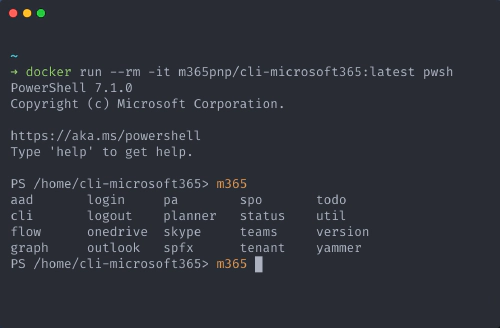 ~
→ docker run --rm -it m365pnp/cli-microsoft365:latest pwsh
PowerShell 7.1.0
Copyright (c) Microsoft Corporation.
https://aka.ms/powershell
Type 'help' to get help.
PS /home/cli-microsoft365> m365
aad login pa spo todo
cli logout planner status util
flow onedrive skype teams version
graph outlook spfx tenant yammer
PS /home/cli-microsoft365> m365